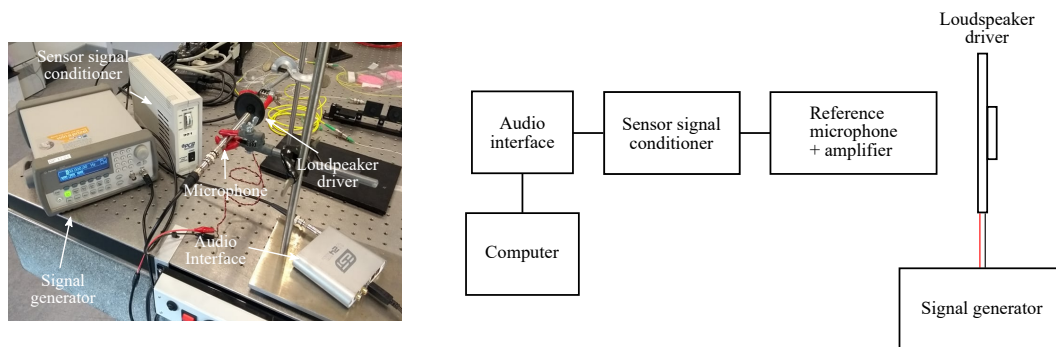 Sensor signal
conditioner
Loudpeaker
driver
Microphone
Audio
Interface
Signal
generator
Loudspeaker
driver
Audio
interface
Sensor signal
conditioner
Reference
microphone
+ amplifier
Computer
Signal generator